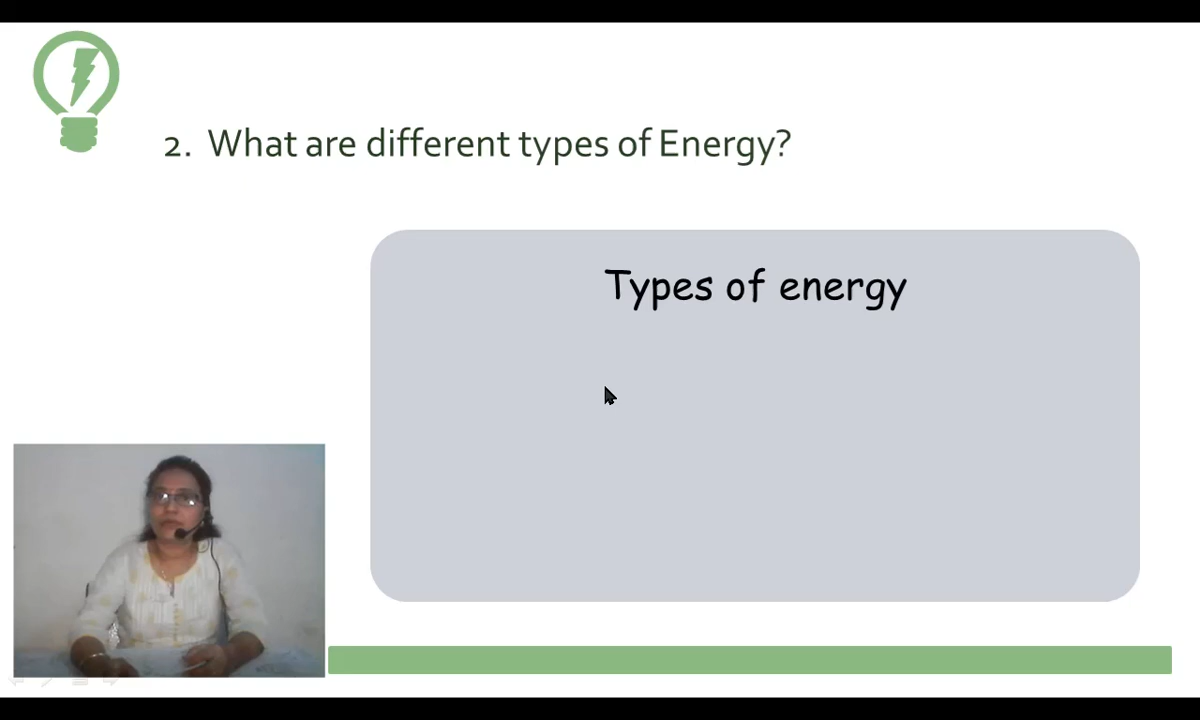 2. What are different types of Energy?
Types of energy